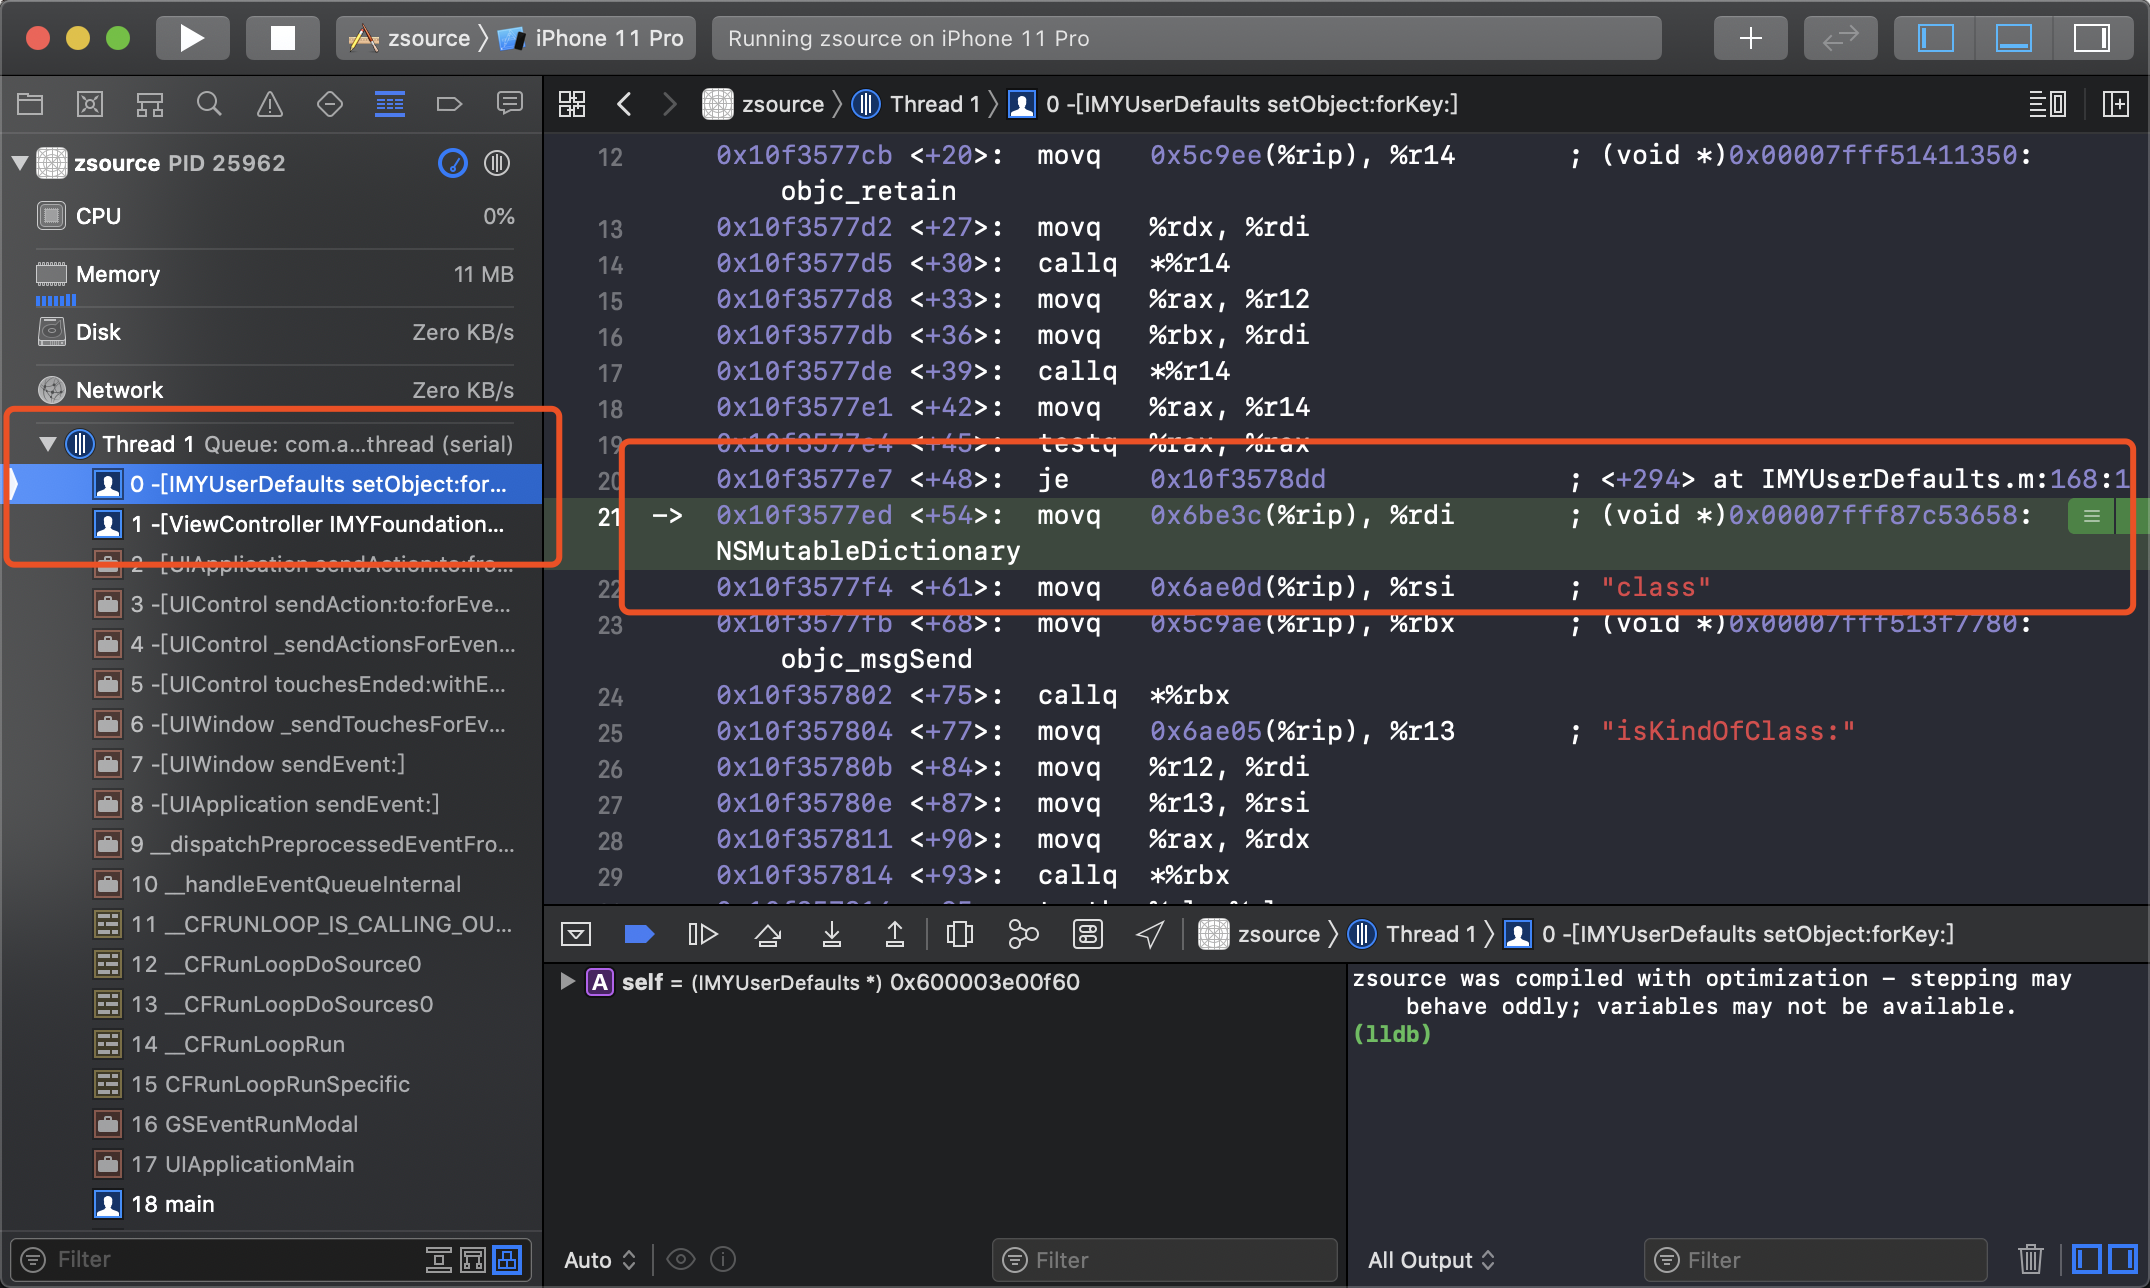 zsource 〉 iPhone 11 Pro
Running zsource on iPhone 11 Pro
zsource PID 25962
CPU 0%
Memory 11 MB
Disk Zero KB/s
Network Zero KB/s
Thread 1 Queue: com.a...thread (serial)
0 -[IMYUserDefaults setObject:for...
1 -[ViewController IMYFoundation...
2 -[UIApplication sendAction:to:fro...
3 -[UIControl sendAction:to:forEve...
4 -[UIControl _sendActionsForEven...
5 -[UIControl touchesEnded:withE...
6 -[UIWindow _sendTouchesForEv...
7 -[UIWindow sendEvent:]
8 -[UIApplication sendEvent:]
9 __dispatchPreprocessedEventFro...
10 __handleEventQueueInternal
11 __CFRUNLOOP_IS_CALLING_OU...
12 __CFRunLoopDoSource0
13 __CFRunLoopDoSources0
14 __CFRunLoopRun
15 CFRunLoopRunSpecific
16 GSEventRunModal
17 UIApplicationMain
18 main
Filter
zsource 〉 Thread 1 〉 0 -[IMYUserDefaults setObject:forKey:]
12 0x10f3577cb <+20>: movq 0x5c9ee(%rip), %r14 ; (void *)0x00007fff51411350:
objc_retain
13 0x10f3577d2 <+27>: movq %rdx, %rdi
14 0x10f3577d5 <+30>: callq *%r14
15 0x10f3577d8 <+33>: movq %rax, %r12
16 0x10f3577db <+36>: movq %rbx, %rdi
17 0x10f3577de <+39>: callq *%r14
18 0x10f3577e1 <+42>: movq %rax, %r14
19 0x10f3577e4 <+45>: testq %rax, %rax
20 0x10f3577e7 <+48>: je 0x10f3578dd ; <+294> at IMYUserDefaults.m:168:1
21 -> 0x10f3577ed <+54>: movq 0x6be3c(%rip), %rdi ; (void *)0x00007fff87c53658:
NSMutableDictionary
22 0x10f3577f4 <+61>: movq 0x6ae0d(%rip), %rsi ; "class"
23 0x10f3577fb <+68>: movq 0x5c9ae(%rip), %rbx ; (void *)0x00007fff513f7780:
objc_msgSend
24 0x10f357802 <+75>: callq *%rbx
25 0x10f357804 <+77>: movq 0x6ae05(%rip), %r13 ; "isKindOfClass:"
26 0x10f35780b <+84>: movq %r12, %rdi
27 0x10f35780e <+87>: movq %r13, %rsi
28 0x10f357811 <+90>: movq %rax, %rdx
29 0x10f357814 <+93>: callq *%rbx
zsource 〉 Thread 1 〉 0 -[IMYUserDefaults setObject:forKey:]
A self = (IMYUserDefaults *) 0x600003e00f60
zsource was compiled with optimization – stepping may
behave oddly; variables may not be available.
(lldb)
Auto
Filter
All Output
Filter